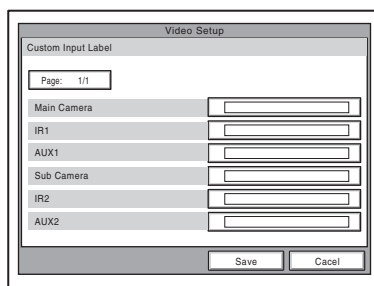 Video Setup
Custom Input Label
Page: 1/1
Main Camera
IR1
AUX1
Sub Camera
IR2
AUX2
Save Cacel